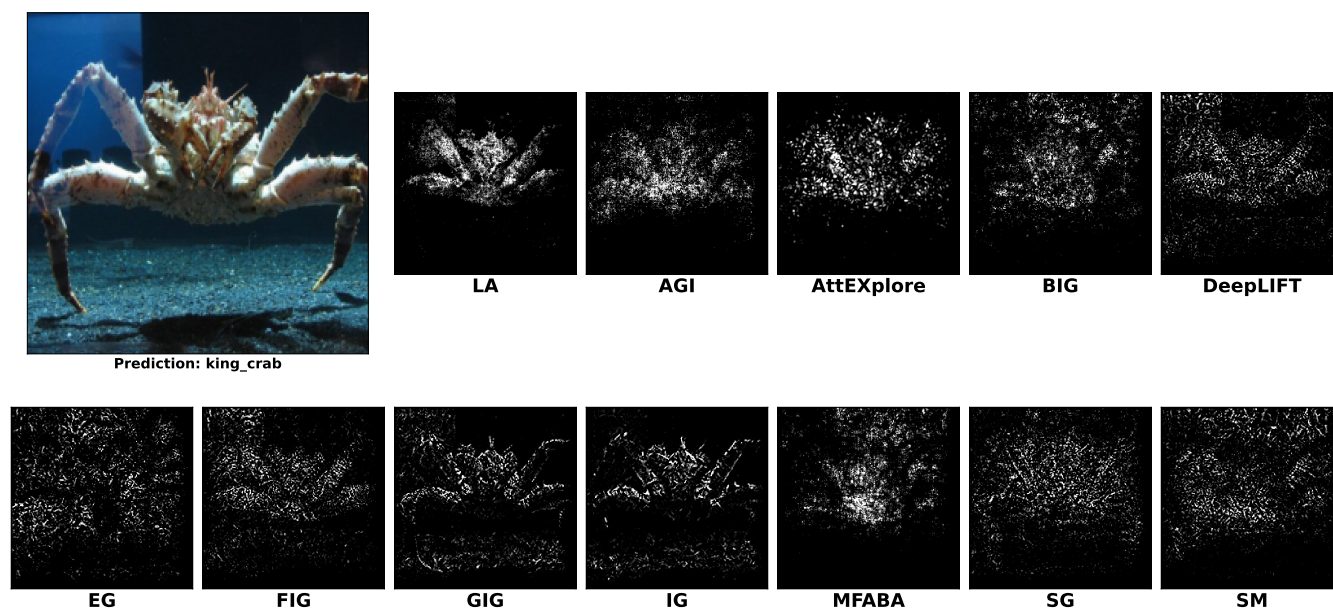 Prediction: king_crab
LA
AGI
AttEXplore
BIG
DeepLIFT
EG
FIG
GIG
IG
MFABA
SG
SM